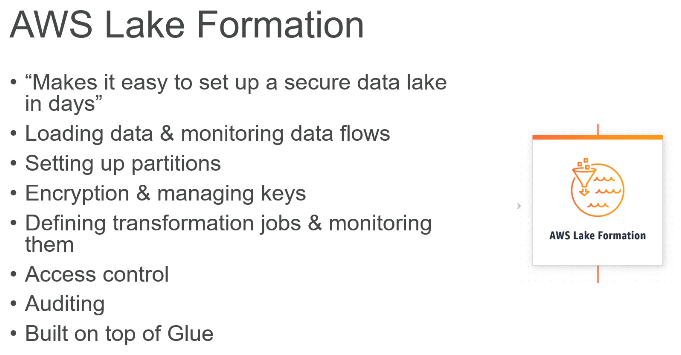 AWS Lake Formation
• “Makes it easy to set up a secure data lake
in days”
• Loading data & monitoring data flows
• Setting up partitions
• Encryption & managing keys
• Defining transformation jobs & monitoring
them
• Access control
• Auditing
• Built on top of Glue
AWS Lake Formation